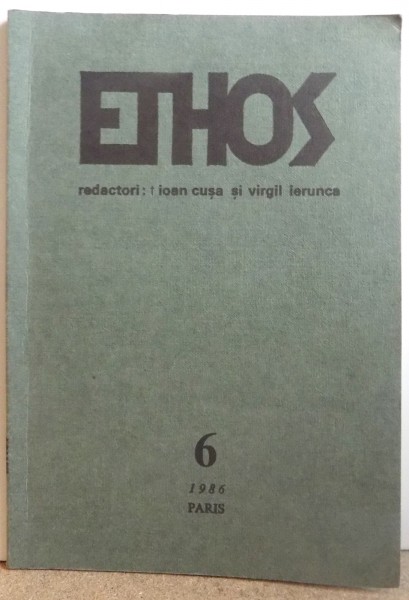 ETHOS
redactori: † ioan cușa și virgil ierunca
6
1986
PARIS